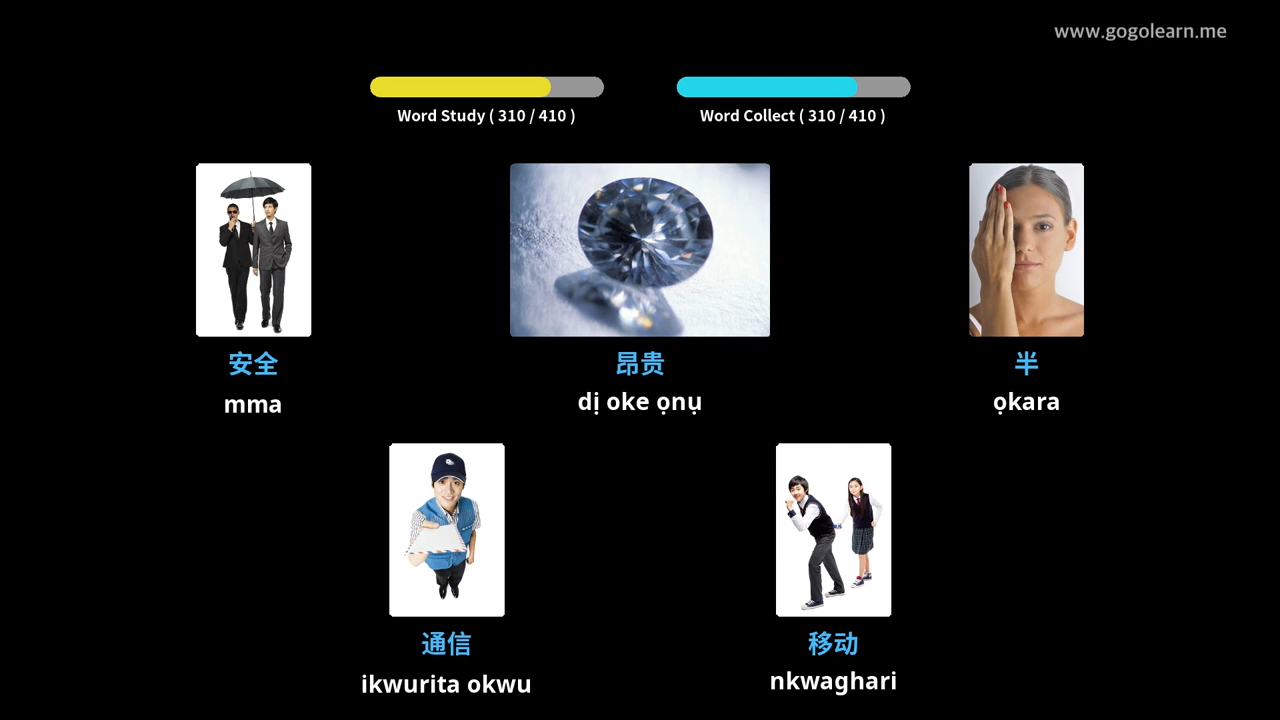 www.gogolearn.me
Word Study ( 310 / 410 )
Word Collect ( 310 / 410 )
安全
mma
昂贵
dị oke ọnụ
半
ọkara
通信
ikwurita okwu
移动
nkwaghari